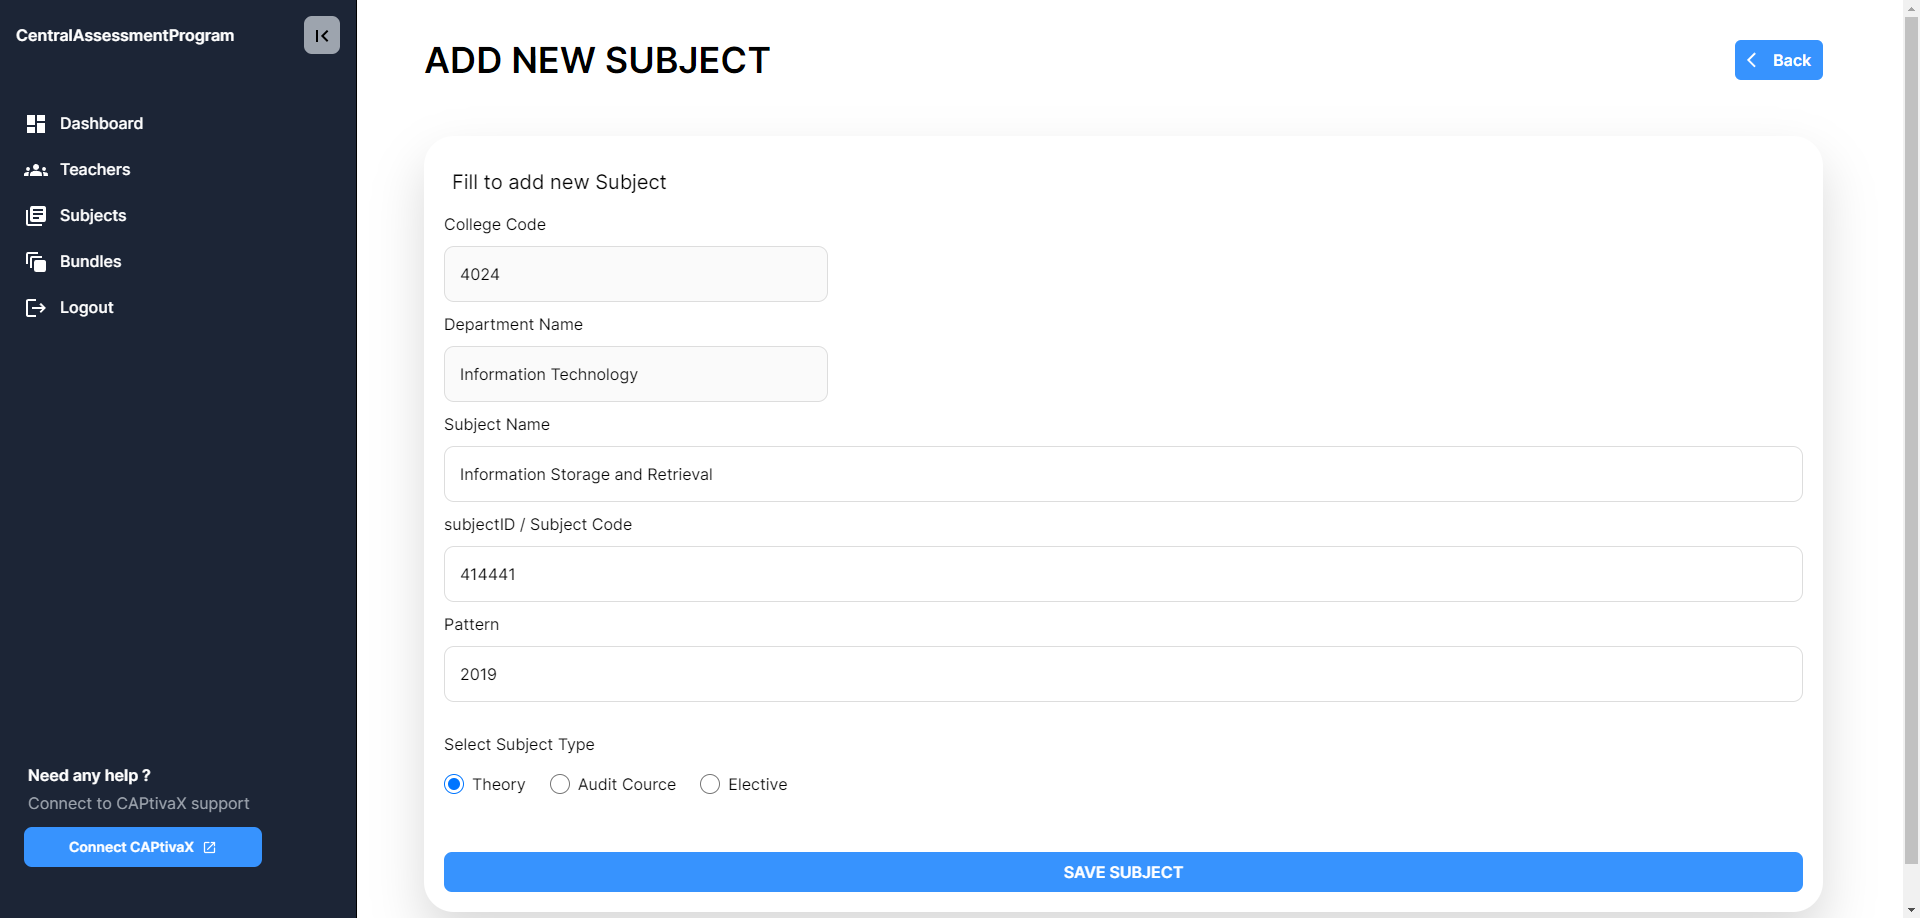 CentralAssessmentProgram
Dashboard
Teachers
Subjects
Bundles
Logout
Need any help ?
Connect to CAPtivaX support
Connect CAPtivaX
ADD NEW SUBJECT
Back
Fill to add new Subject
College Code
4024
Department Name
Information Technology
Subject Name
Information Storage and Retrieval
subjectID / Subject Code
414441
Pattern
2019
Select Subject Type
Theory Audit Cource Elective
SAVE SUBJECT